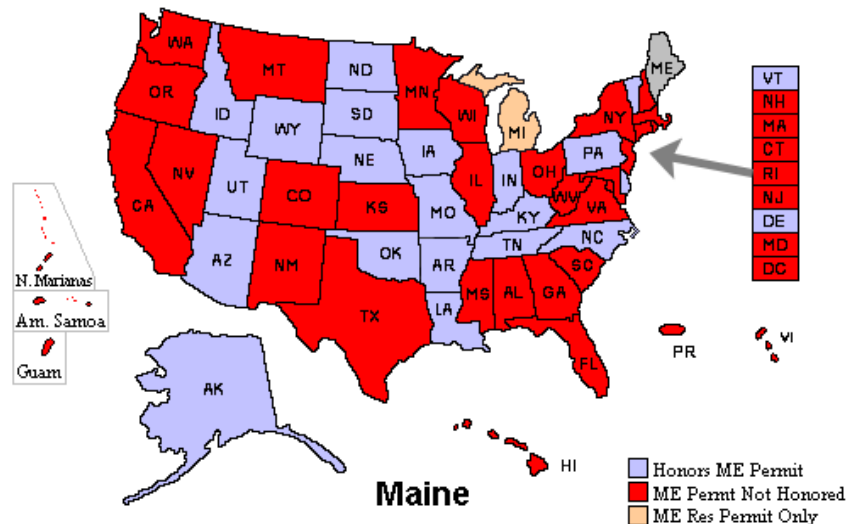 WA
MT
ND
MN
ME
OR
ID
SD
WI
MI
NY
WY
IA
PA
NE
NV
UT
IL
IN
OH
CO
WV
VA
CA
KS
MO
KY
NC
TN
OK
AZ
NM
AR
SC
MS
AL
GA
TX
LA
FL
VT
NH
MA
CT
RI
NJ
DE
MD
DC
N. Marianas
Am. Samoa
Guam
AK
HI
PR
VI
Maine
Honors ME Permit
ME Permt Not Honored
ME Res Permit Only